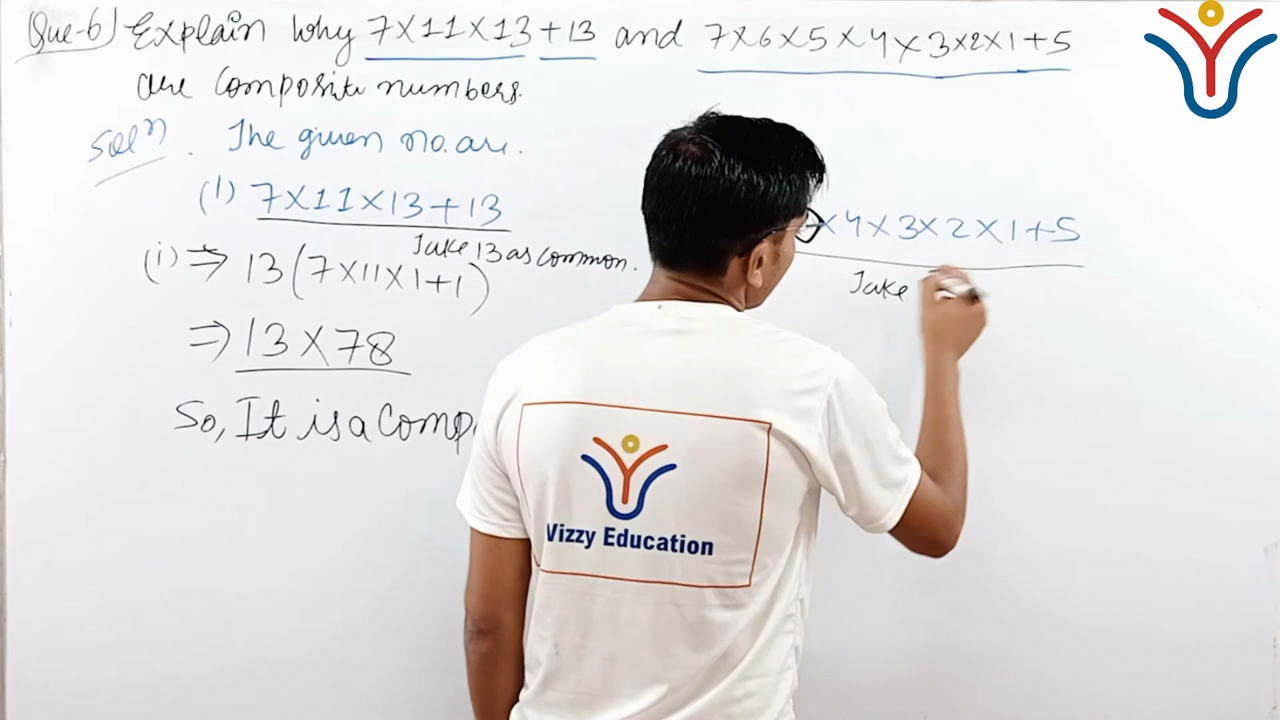 Que-6) Explain why 7×11×13+13 and 7×6×5×4×3×2×1+5
are composite numbers.
Solⁿ. The given no. are.
(1) 7×11×13+13
×4×3×2×1+5
Take 13 as common.
Take
(i) ⇒ 13(7×11×1+1)
⇒ 13×78
So, It is a Comp
Vizzy Education